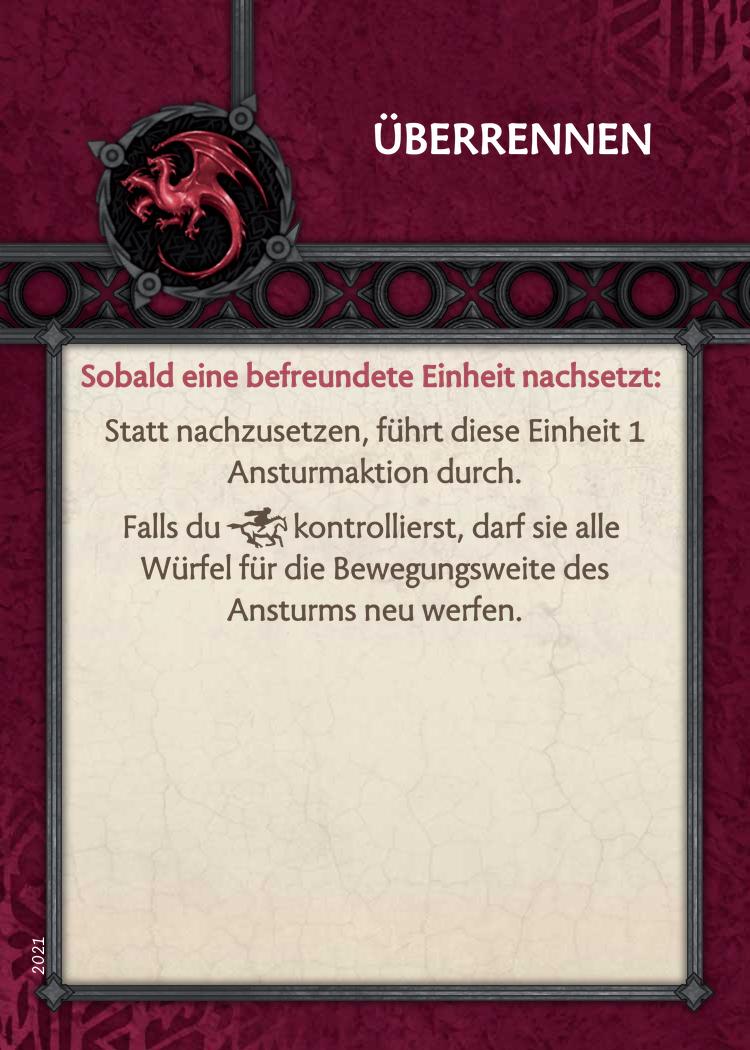 ÜBERRENNEN
Sobald eine befreundete Einheit nachsetzt:
Statt nachzusetzen, führt diese Einheit 1
Ansturmaktion durch.
Falls du kontrollierst, darf sie alle
Würfel für die Bewegungsweite des
Ansturms neu werfen.
2021